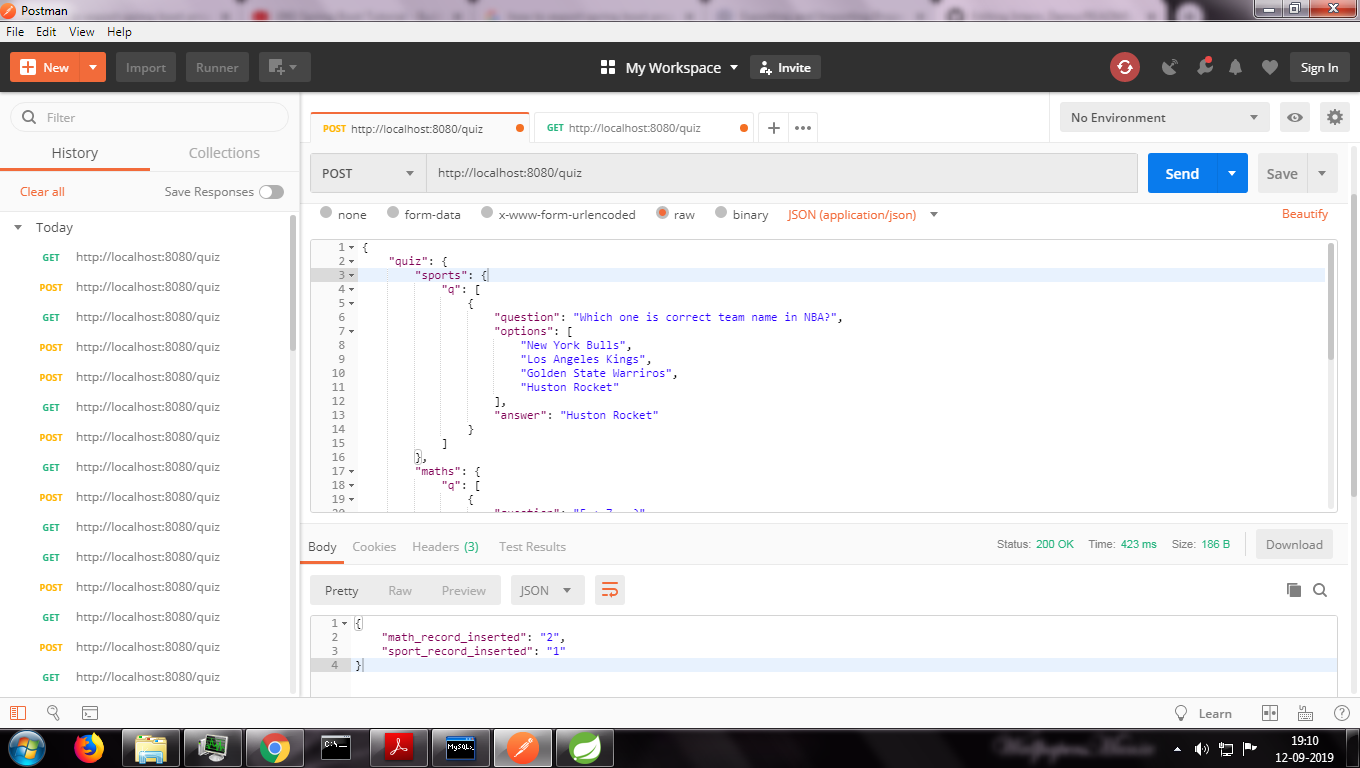 Postman
File Edit View Help
New Import Runner My Workspace Invite Sign In
Filter
History Collections
Clear all Save Responses
Today
GET http://localhost:8080/quiz
POST http://localhost:8080/quiz
GET http://localhost:8080/quiz
POST http://localhost:8080/quiz
POST http://localhost:8080/quiz
GET http://localhost:8080/quiz
POST http://localhost:8080/quiz
GET http://localhost:8080/quiz
POST http://localhost:8080/quiz
GET http://localhost:8080/quiz
GET http://localhost:8080/quiz
POST http://localhost:8080/quiz
GET http://localhost:8080/quiz
POST http://localhost:8080/quiz
GET http://localhost:8080/quiz
POST http://localhost:8080/quiz GET http://localhost:8080/quiz No Environment
POST http://localhost:8080/quiz Send Save
none form-data x-www-form-urlencoded raw binary JSON (application/json) Beautify
1 {
2 "quiz": {
3 "sports": {
4 "q": [
5 {
6 "question": "Which one is correct team name in NBA?",
7 "options": [
8 "New York Bulls",
9 "Los Angeles Kings",
10 "Golden State Warriros",
11 "Huston Rocket"
12 ],
13 "answer": "Huston Rocket"
14 }
15 ]
16 },
17 "maths": {
18 "q": [
19 {
Body Cookies Headers (3) Test Results Status: 200 OK Time: 423 ms Size: 186 B Download
Pretty Raw Preview JSON
1 {
2 "math_record_inserted": "2",
3 "sport_record_inserted": "1"
4 }
Learn
C:\
MySQL
19:10
12-09-2019